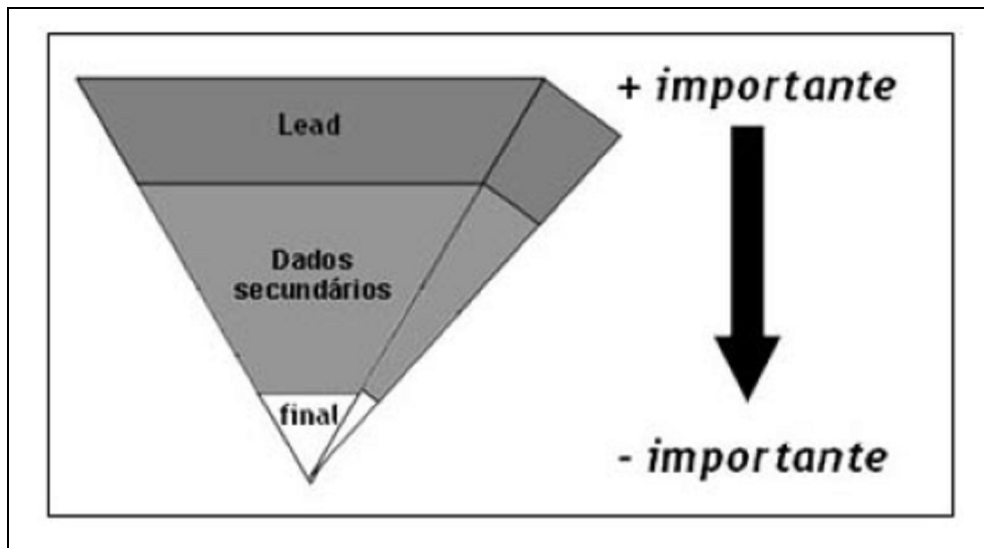 + importante
Lead
Dados
secundários
final
- importante